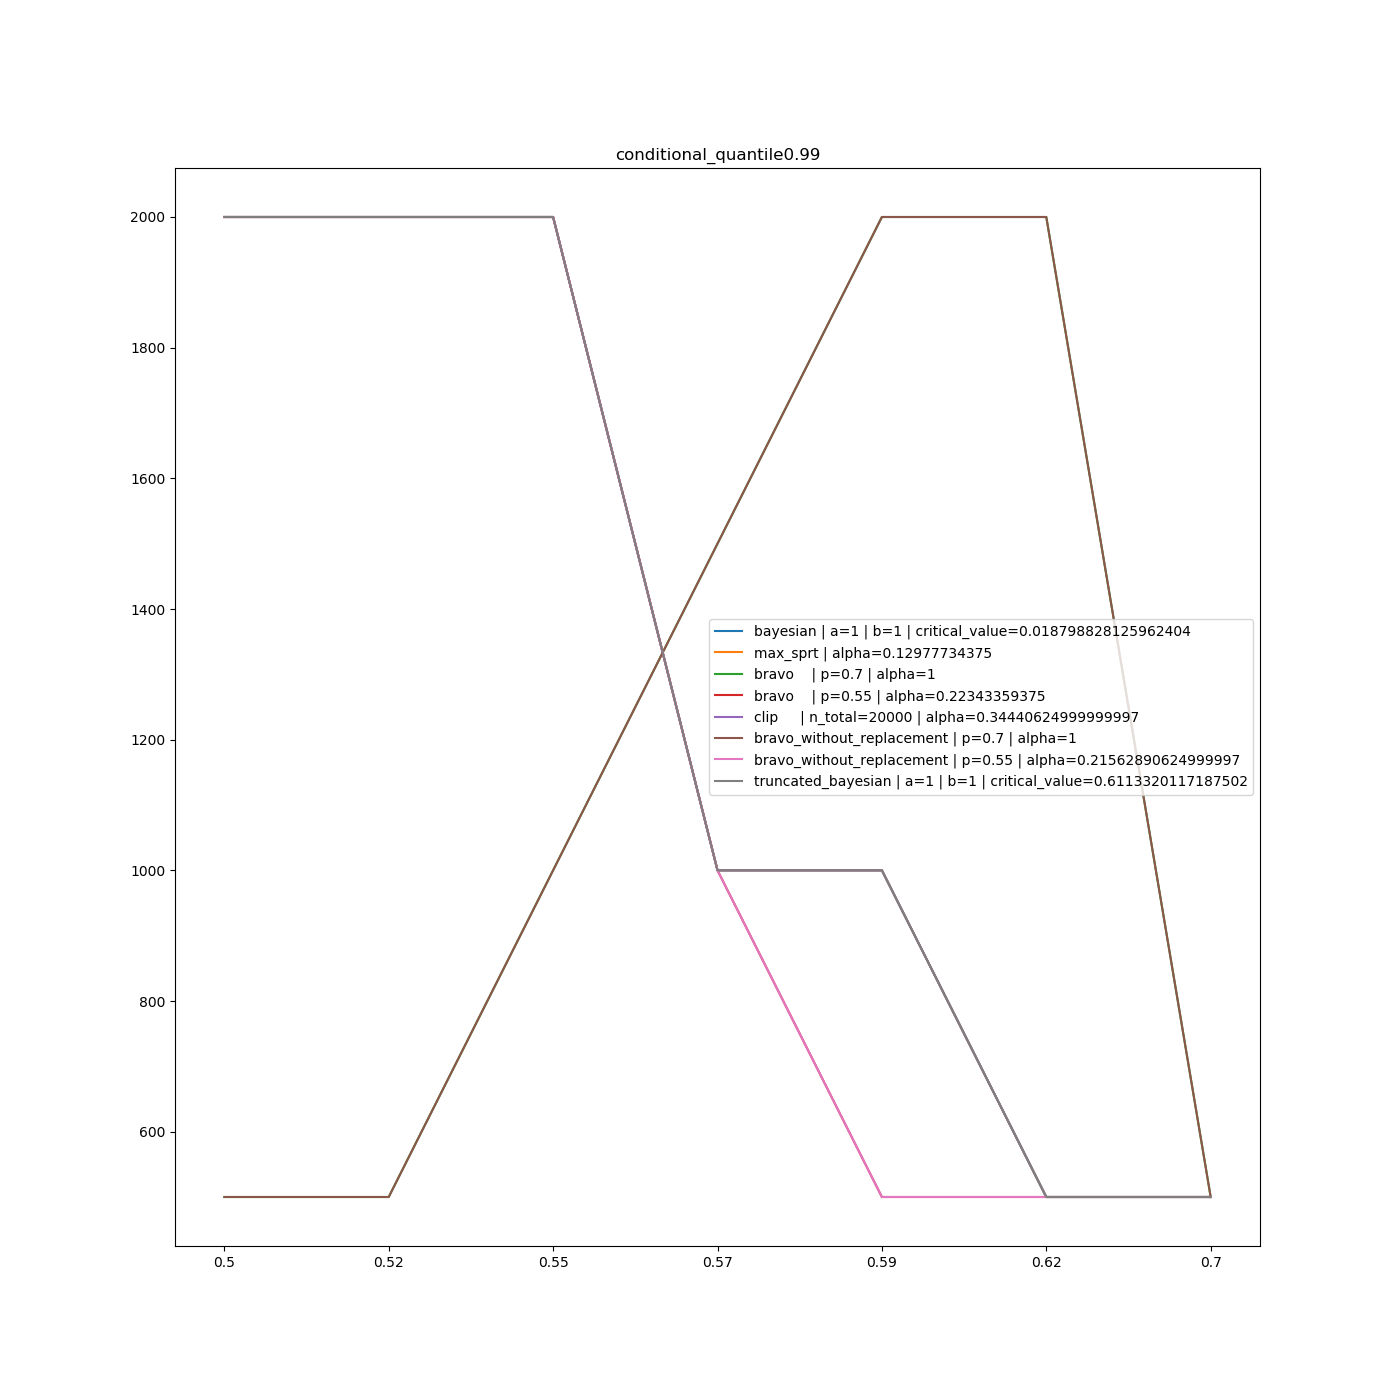 conditional_quantile0.99
2000
1800
1600
1400
1200
1000
800
600
bayesian | a=1 | b=1 | critical_value=0.018798828125962404
max_sprt | alpha=0.12977734375
bravo | p=0.7 | alpha=1
bravo | p=0.55 | alpha=0.22343359375
clip | n_total=20000 | alpha=0.34440624999999997
bravo_without_replacement | p=0.7 | alpha=1
bravo_without_replacement | p=0.55 | alpha=0.21562890624999997
truncated_bayesian | a=1 | b=1 | critical_value=0.6113320117187502
0.5 0.52 0.55 0.57 0.59 0.62 0.7